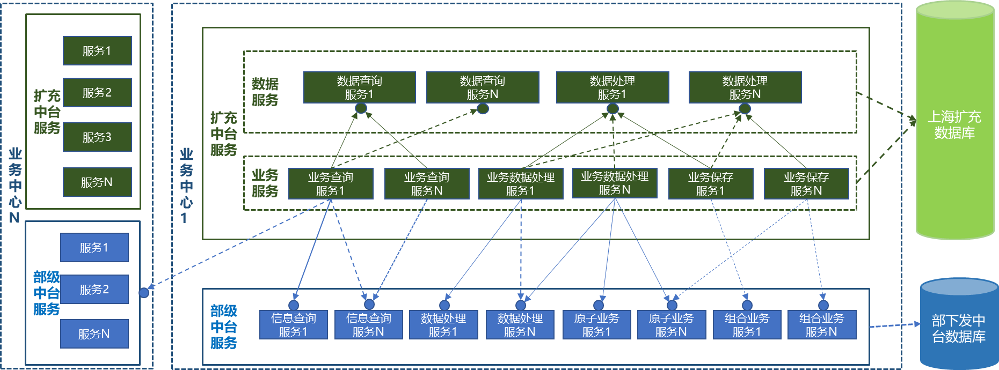 业
务
中
心
N
扩充
中台
服务
服务1
服务2
服务3
服务N
部级
中台
服务
服务1
服务2
服务N
业
务
中
心
1
扩充
中台
服务
数据
服务
数据查询
服务1
数据查询
服务N
数据处理
服务1
数据处理
服务N
业务
服务
业务查询
服务1
业务查询
服务N
业务数据处理
服务1
业务数据处理
服务N
业务保存
服务1
业务保存
服务N
部级
中台
服务
信息查询
服务1
信息查询
服务N
数据处理
服务1
数据处理
服务N
原子业务
服务1
原子业务
服务N
组合业务
服务1
组合业务
服务N
上海扩充
数据库
部下发中
台数据库